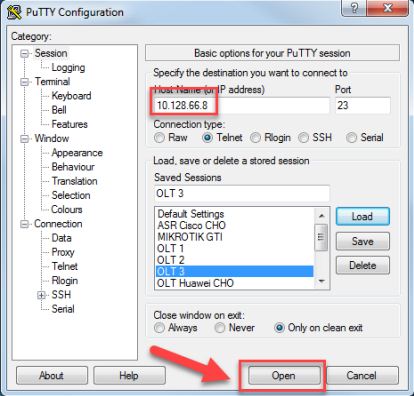 PuTTY Configuration
Category:
Session
Logging
Terminal
Keyboard
Bell
Features
Window
Appearance
Behaviour
Translation
Selection
Colours
Connection
Data
Proxy
Telnet
Rlogin
SSH
Serial
Basic options for your PuTTY session
Specify the destination you want to connect to
Host Name (or IP address) Port
10.128.66.8 23
Connection type:
Raw Telnet Rlogin SSH Serial
Load, save or delete a stored session
Saved Sessions
OLT 3
Default Settings
ASR Cisco CHO
MIKROTIK GTI
OLT 1
OLT 2
OLT 3
OLT Huawei CHO
Load
Save
Delete
Close window on exit:
Always Never Only on clean exit
About Help Open Cancel